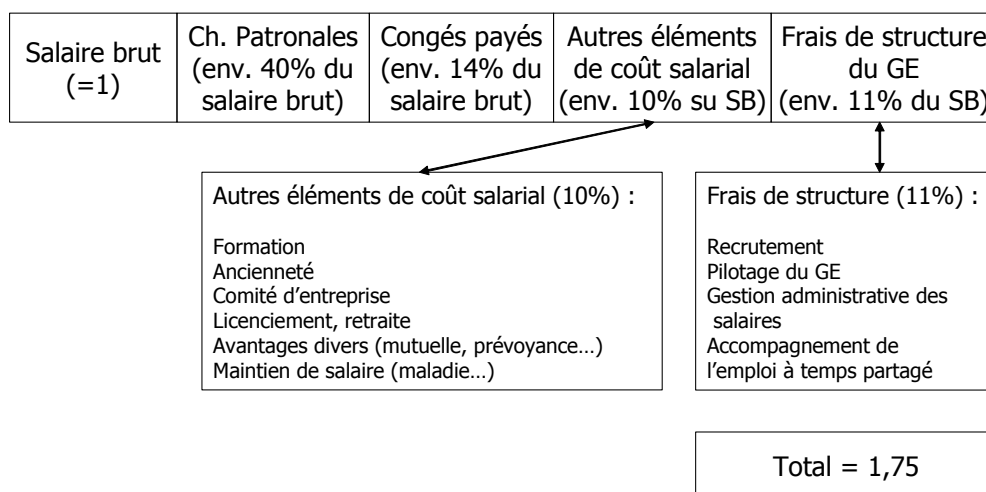 Salaire brut
(=1)
Ch. Patronales
(env. 40% du
salaire brut)
Congés payés
(env. 14% du
salaire brut)
Autres éléments
de coût salarial
(env. 10% su SB)
Frais de structure
du GE
(env. 11% du SB)
Autres éléments de coût salarial (10%) :
Formation
Ancienneté
Comité d’entreprise
Licenciement, retraite
Avantages divers (mutuelle, prévoyance…)
Maintien de salaire (maladie…)
Frais de structure (11%) :
Recrutement
Pilotage du GE
Gestion administrative des
salaires
Accompagnement de
l’emploi à temps partagé
Total = 1,75